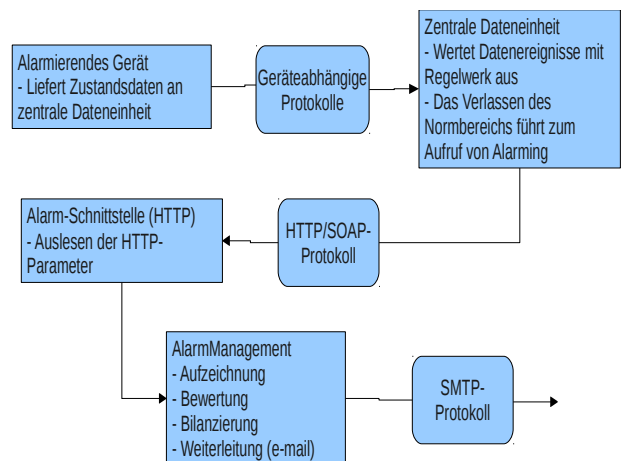 Alarmierendes Gerät
- Liefert Zustandsdaten an
zentrale Dateneinheit
Geräteabhängige
Protokolle
Zentrale Dateneinheit
- Wertet Datenereignisse mit
Regelwerk aus
- Das Verlassen des
Normbereichs führt zum
Aufruf von Alarming
Alarm-Schnittstelle (HTTP)
- Auslesen der HTTP-
Parameter
HTTP/SOAP-
Protokoll
AlarmManagement
- Aufzeichnung
- Bewertung
- Bilanzierung
- Weiterleitung (e-mail)
SMTP-
Protokoll